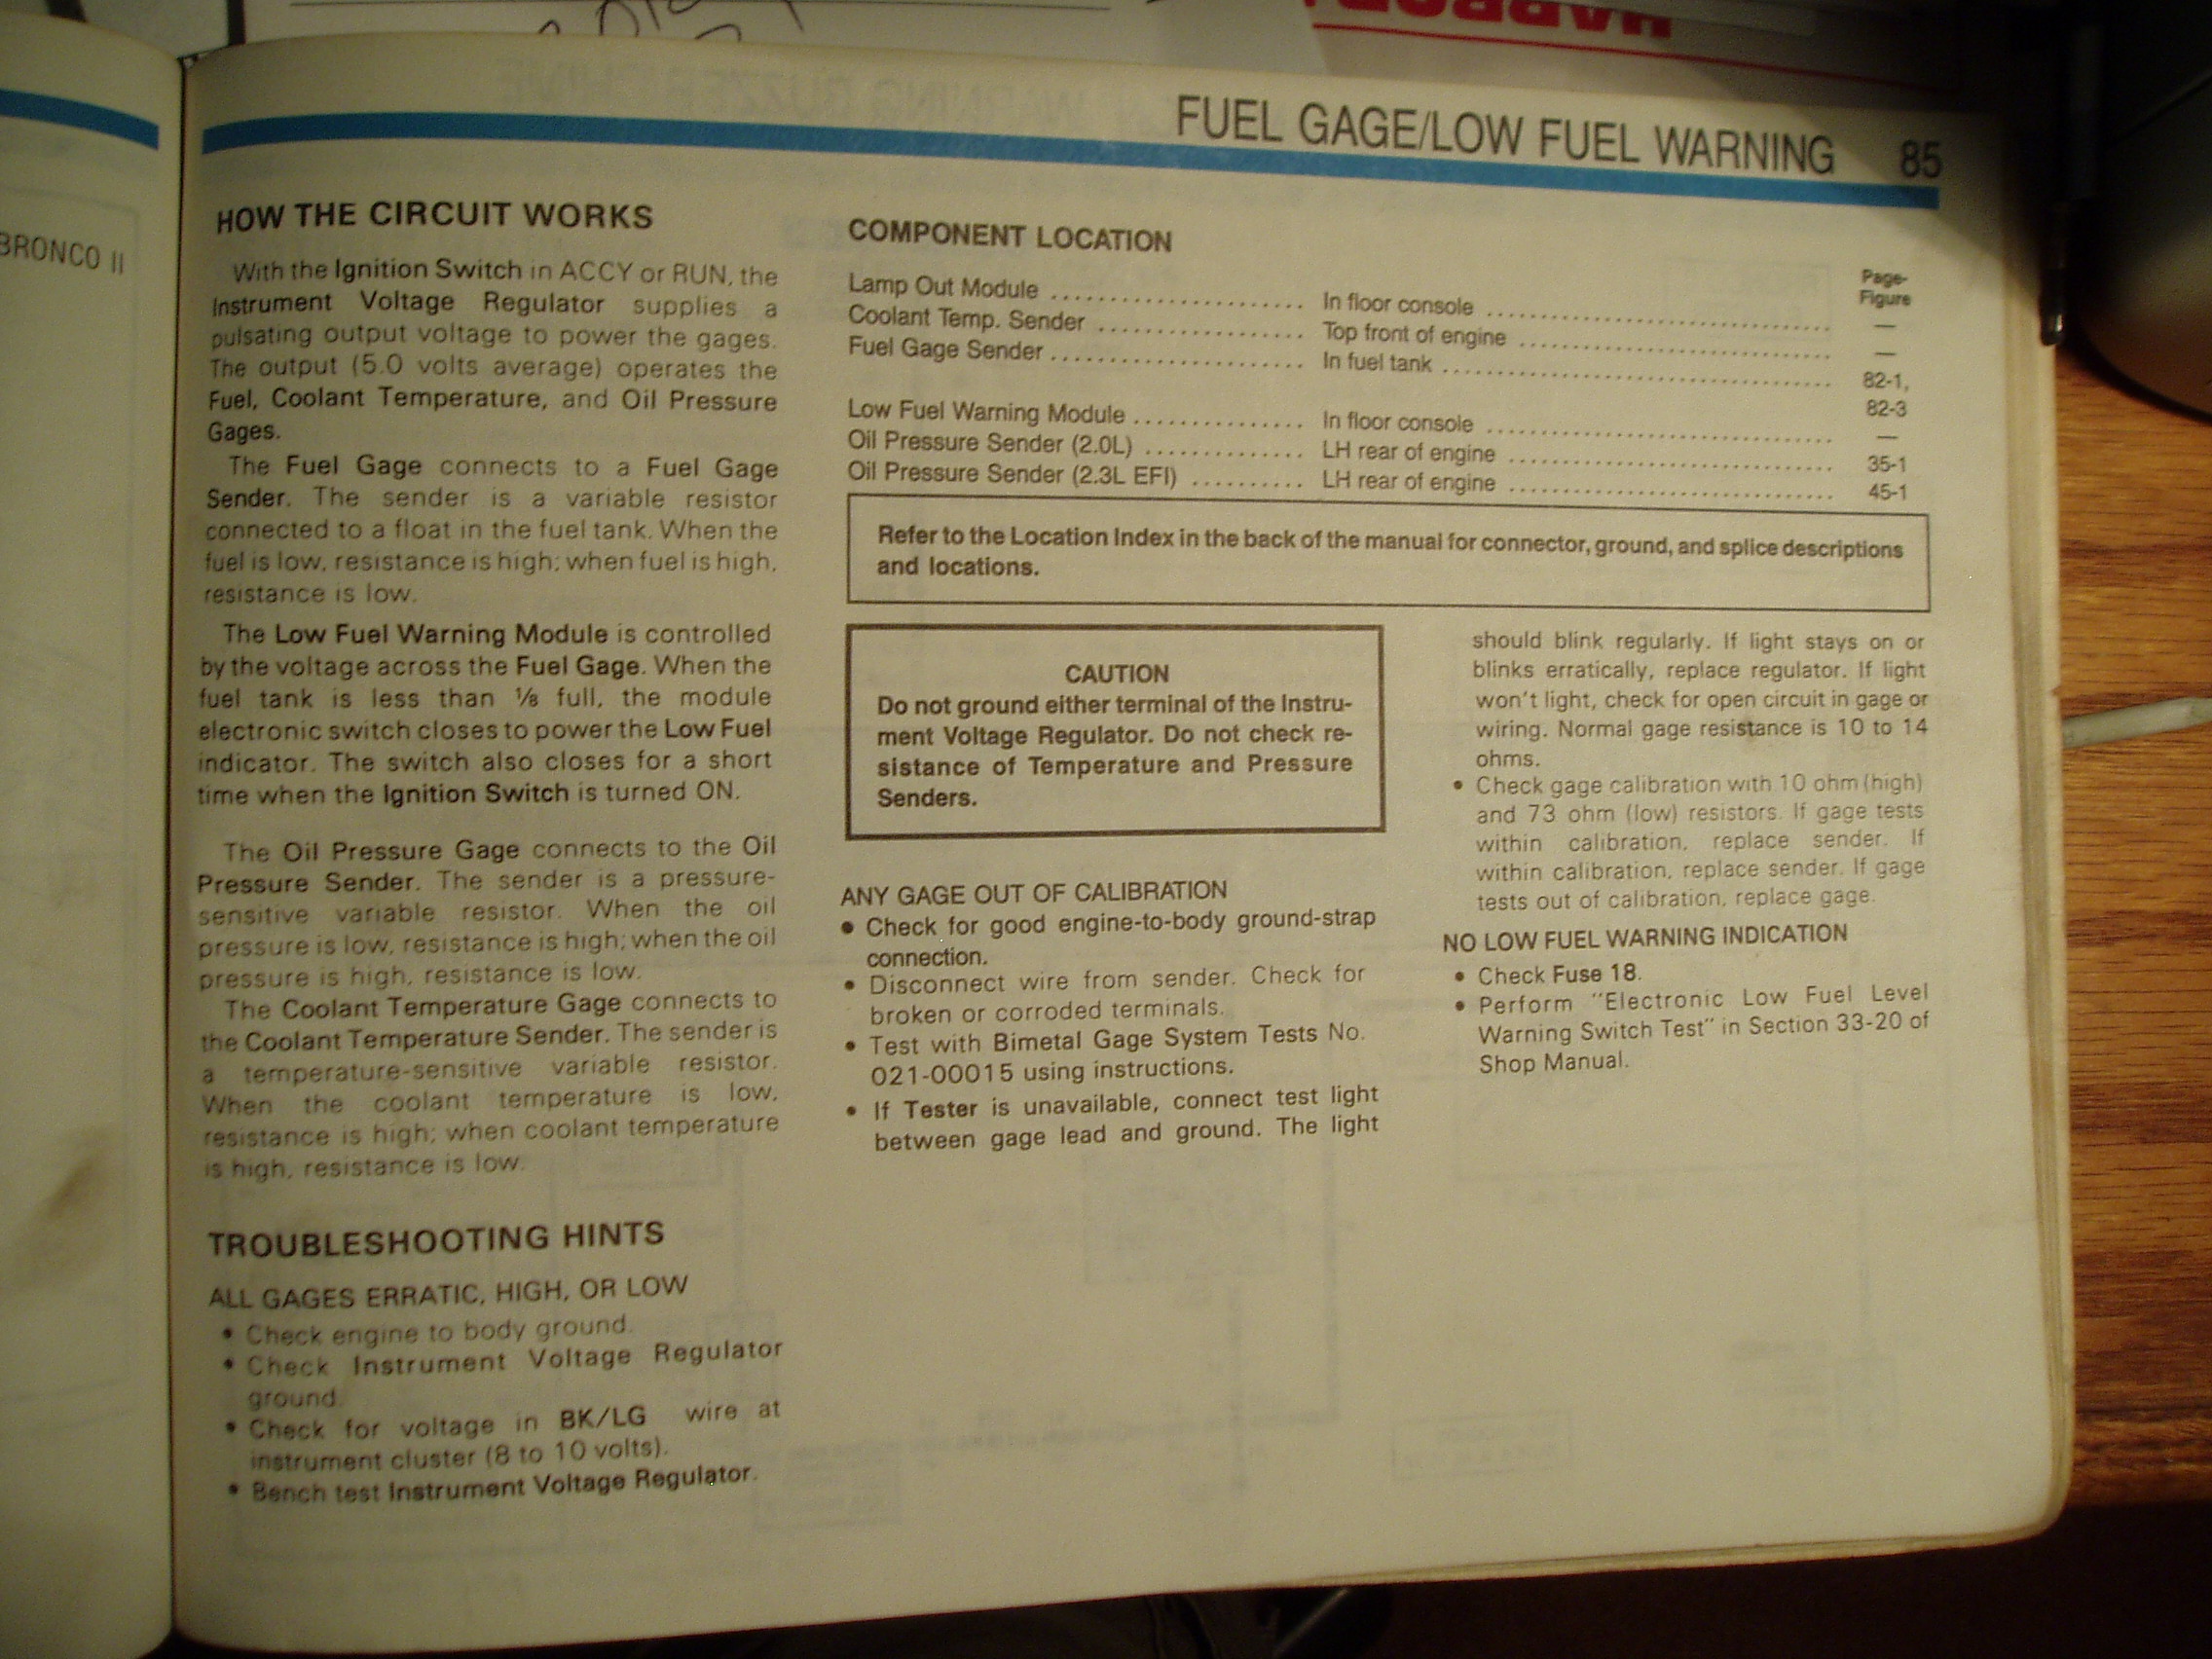 BRONCO II
FUEL GAGE/LOW FUEL WARNING 85
HOW THE CIRCUIT WORKS
With the Ignition Switch in ACCY or RUN, the
Instrument Voltage Regulator supplies a
pulsating output voltage to power the gages.
The output (5.0 volts average) operates the
Fuel, Coolant Temperature, and Oil Pressure
Gages.
The Fuel Gage connects to a Fuel Gage
Sender. The sender is a variable resistor
connected to a float in the fuel tank. When the
fuel is low, resistance is high; when fuel is high,
resistance is low.
The Low Fuel Warning Module is controlled
by the voltage across the Fuel Gage. When the
fuel tank is less than ⅛ full, the module
electronic switch closes to power the Low Fuel
indicator. The switch also closes for a short
time when the Ignition Switch is turned ON.
The Oil Pressure Gage connects to the Oil
Pressure Sender. The sender is a pressure-
sensitive variable resistor. When the oil
pressure is low, resistance is high; when the oil
pressure is high, resistance is low.
The Coolant Temperature Gage connects to
the Coolant Temperature Sender. The sender is
a temperature-sensitive variable resistor.
When the coolant temperature is low,
resistance is high; when coolant temperature
is high, resistance is low.
TROUBLESHOOTING HINTS
ALL GAGES ERRATIC, HIGH, OR LOW
• Check engine to body ground.
• Check Instrument Voltage Regulator
ground.
• Check for voltage in BK/LG wire at
instrument cluster (8 to 10 volts).
• Bench test Instrument Voltage Regulator.
COMPONENT LOCATION
Page-
Figure
Lamp Out Module ........ In floor console ........ —
Coolant Temp. Sender ........ Top front of engine ........ —
Fuel Gage Sender ........ In fuel tank ........ 82-1,
82-3
Low Fuel Warning Module ........ In floor console ........ —
Oil Pressure Sender (2.0L) ........ LH rear of engine ........ 35-1
Oil Pressure Sender (2.3L EFI) ........ LH rear of engine ........ 45-1
Refer to the Location Index in the back of the manual for connector, ground, and splice descriptions
and locations.
CAUTION
Do not ground either terminal of the Instru-
ment Voltage Regulator. Do not check re-
sistance of Temperature and Pressure
Senders.
ANY GAGE OUT OF CALIBRATION
• Check for good engine-to-body ground-strap
connection.
• Disconnect wire from sender. Check for
broken or corroded terminals.
• Test with Bimetal Gage System Tests No.
021-00015 using instructions.
• If Tester is unavailable, connect test light
between gage lead and ground. The light
should blink regularly. If light stays on or
blinks erratically, replace regulator. If light
won't light, check for open circuit in gage or
wiring. Normal gage resistance is 10 to 14
ohms.
• Check gage calibration with 10 ohm (high)
and 73 ohm (low) resistors. If gage tests
within calibration, replace sender. If
within calibration, replace sender. If gage
tests out of calibration, replace gage.
NO LOW FUEL WARNING INDICATION
• Check Fuse 18.
• Perform "Electronic Low Fuel Level
Warning Switch Test" in Section 33-20 of
Shop Manual.